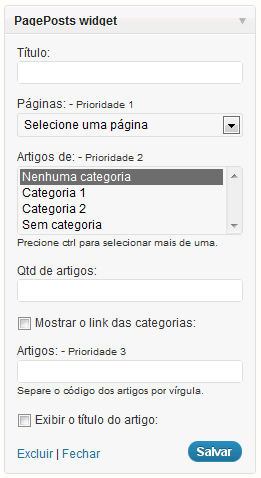 PagePosts widget
Título:
Páginas: - Prioridade 1
Selecione uma página
Artigos de: - Prioridade 2
Nenhuma categoria
Categoria 1
Categoria 2
Sem categoria
Precione ctrl para selecionar mais de uma.
Qtd de artigos:
Mostrar o link das categorias:
Artigos: - Prioridade 3
Separe o código dos artigos por vírgula.
Exibir o título do artigo:
Excluir | Fechar Salvar